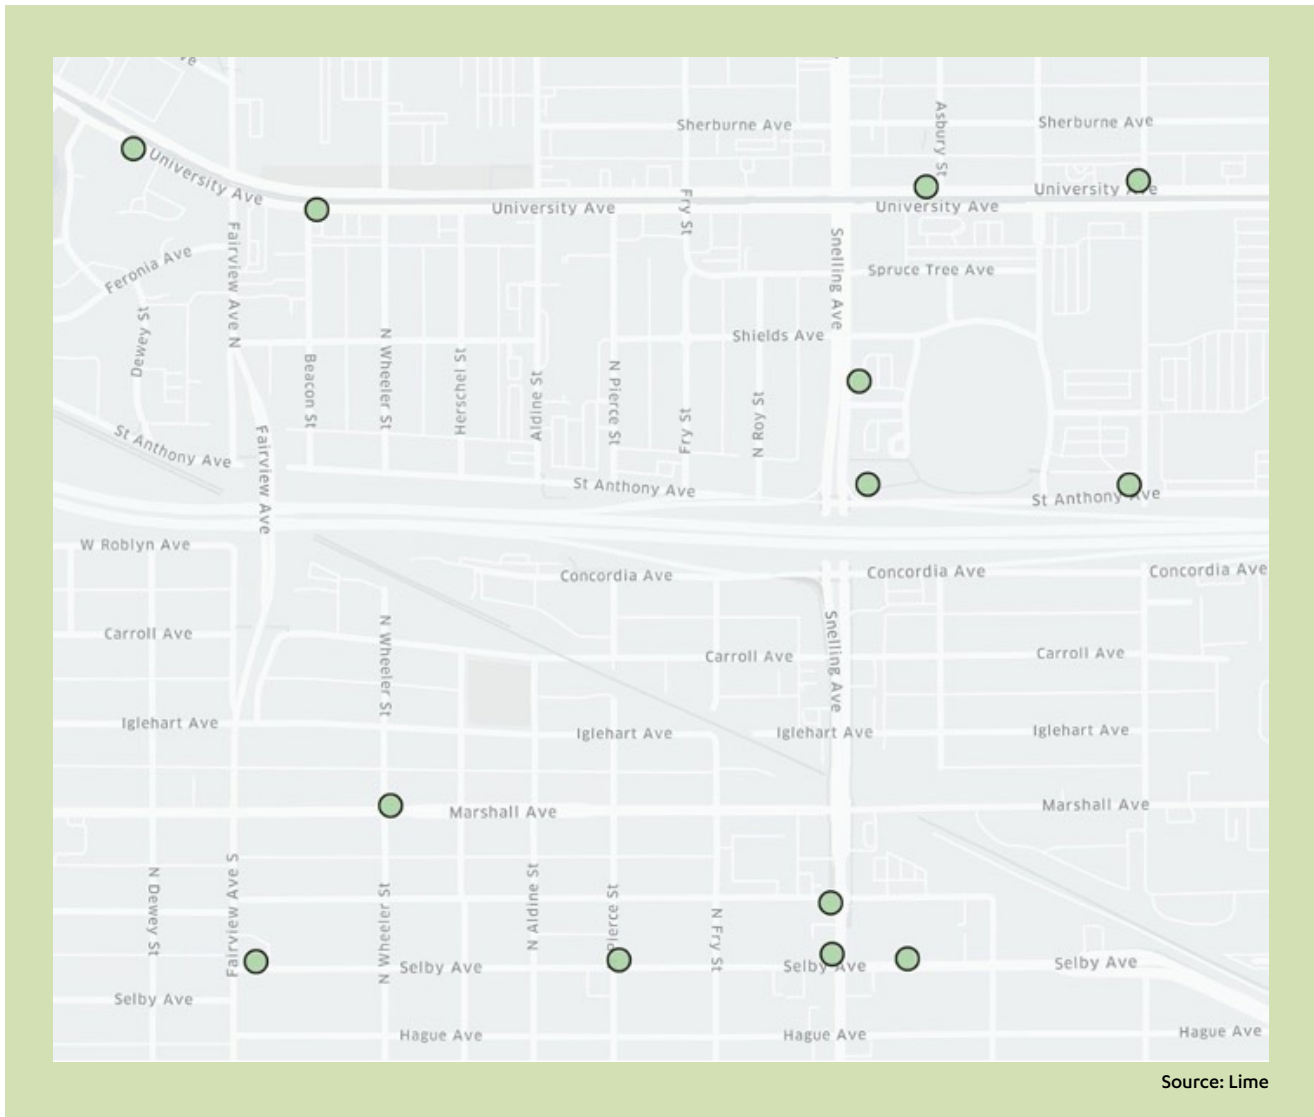 ve
Sherburne Ave
Asbury St
Sherburne Ave
University Ave
University Ave
University Ave
University
Fairview Ave N
Fry St
Snelling Ave
Feronia Ave
Spruce Tree Ave
Dewey St
Shields Ave
Beacon St
N Wheeler St
Herschel St
Aldine St
N Pierce St
Fry St
N Roy St
Fairview Ave
St Anthony Ave
St Anthony Ave
St Anthony Ave
W Roblyn Ave
Concordia Ave
Concordia Ave
Concordia Ave
Carroll Ave
N Wheeler St
Snelling Ave
Carroll Ave
Carroll Ave
Iglehart Ave
Iglehart Ave
Iglehart Ave
Iglehart Ave
Marshall Ave
Marshall Ave
N Dewey St
Fairview Ave S
N Wheeler St
N Aldine St
Pierce St
N Fry St
Selby Ave
Selby Ave
Selby Ave
Selby Ave
Hague Ave
Hague Ave
Hague Ave
Source: Lime